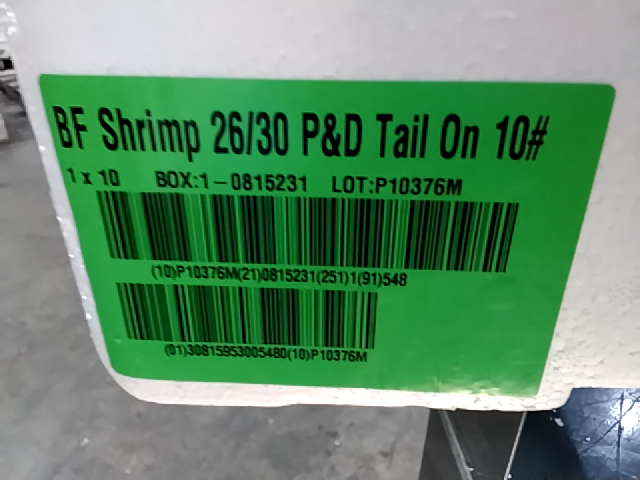 BF Shrimp 26/30 P&D Tail On 10#
1 x 10 BOX:1-0815231 LOT:P10376M
(10)P10376M(21)0815231(251)1(91)548
(01)30815953005480(10)P10376M